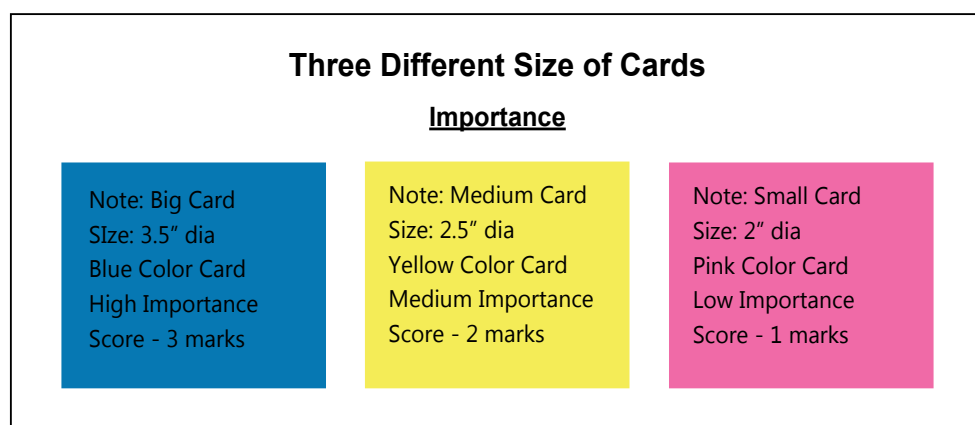 Three Different Size of Cards
Importance
Note: Big Card
SIze: 3.5” dia
Blue Color Card
High Importance
Score - 3 marks
Note: Medium Card
Size: 2.5” dia
Yellow Color Card
Medium Importance
Score - 2 marks
Note: Small Card
Size: 2” dia
Pink Color Card
Low Importance
Score - 1 marks